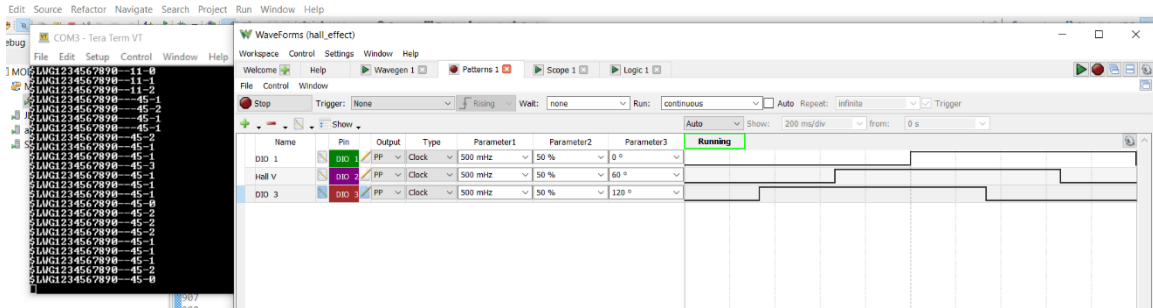 Edit Source Refactor Navigate Search Project Run Window Help
ebug
COM3 - Tera Term VT
File Edit Setup Control Window Help
$LWG1234567890--11-0
$LWG1234567890--11-1
$LWG1234567890--11-2
$LWG1234567890---45-1
$LWG1234567890---45-2
$LWG1234567890---45-1
$LWG1234567890---45-1
$LWG1234567890--45-2
$LWG1234567890--45-1
$LWG1234567890--45-1
$LWG1234567890--45-3
$LWG1234567890--45-1
$LWG1234567890--45-1
$LWG1234567890--45-0
$LWG1234567890--45-2
$LWG1234567890--45-2
$LWG1234567890--45-2
$LWG1234567890--45-1
$LWG1234567890--45-1
$LWG1234567890--45-1
$LWG1234567890--45-2
$LWG1234567890--45-0
907
WaveForms (hall_effect)
Workspace Control Settings Window Help
Welcome Help Wavegen 1 Patterns 1 Scope 1 Logic 1
File Control Window
Stop Trigger: None Rising Wait: none Run: continuous Auto Repeat: infinite Trigger
Show Auto Show: 200 ms/div from: 0 s
Name Pin Output Type Parameter1 Parameter2 Parameter3 Running
DIO 1 DIO 1 PP Clock 500 mHz 50 % 0 °
Hall V DIO 2 PP Clock 500 mHz 50 % 60 °
DIO 3 DIO 3 PP Clock 500 mHz 50 % 120 °